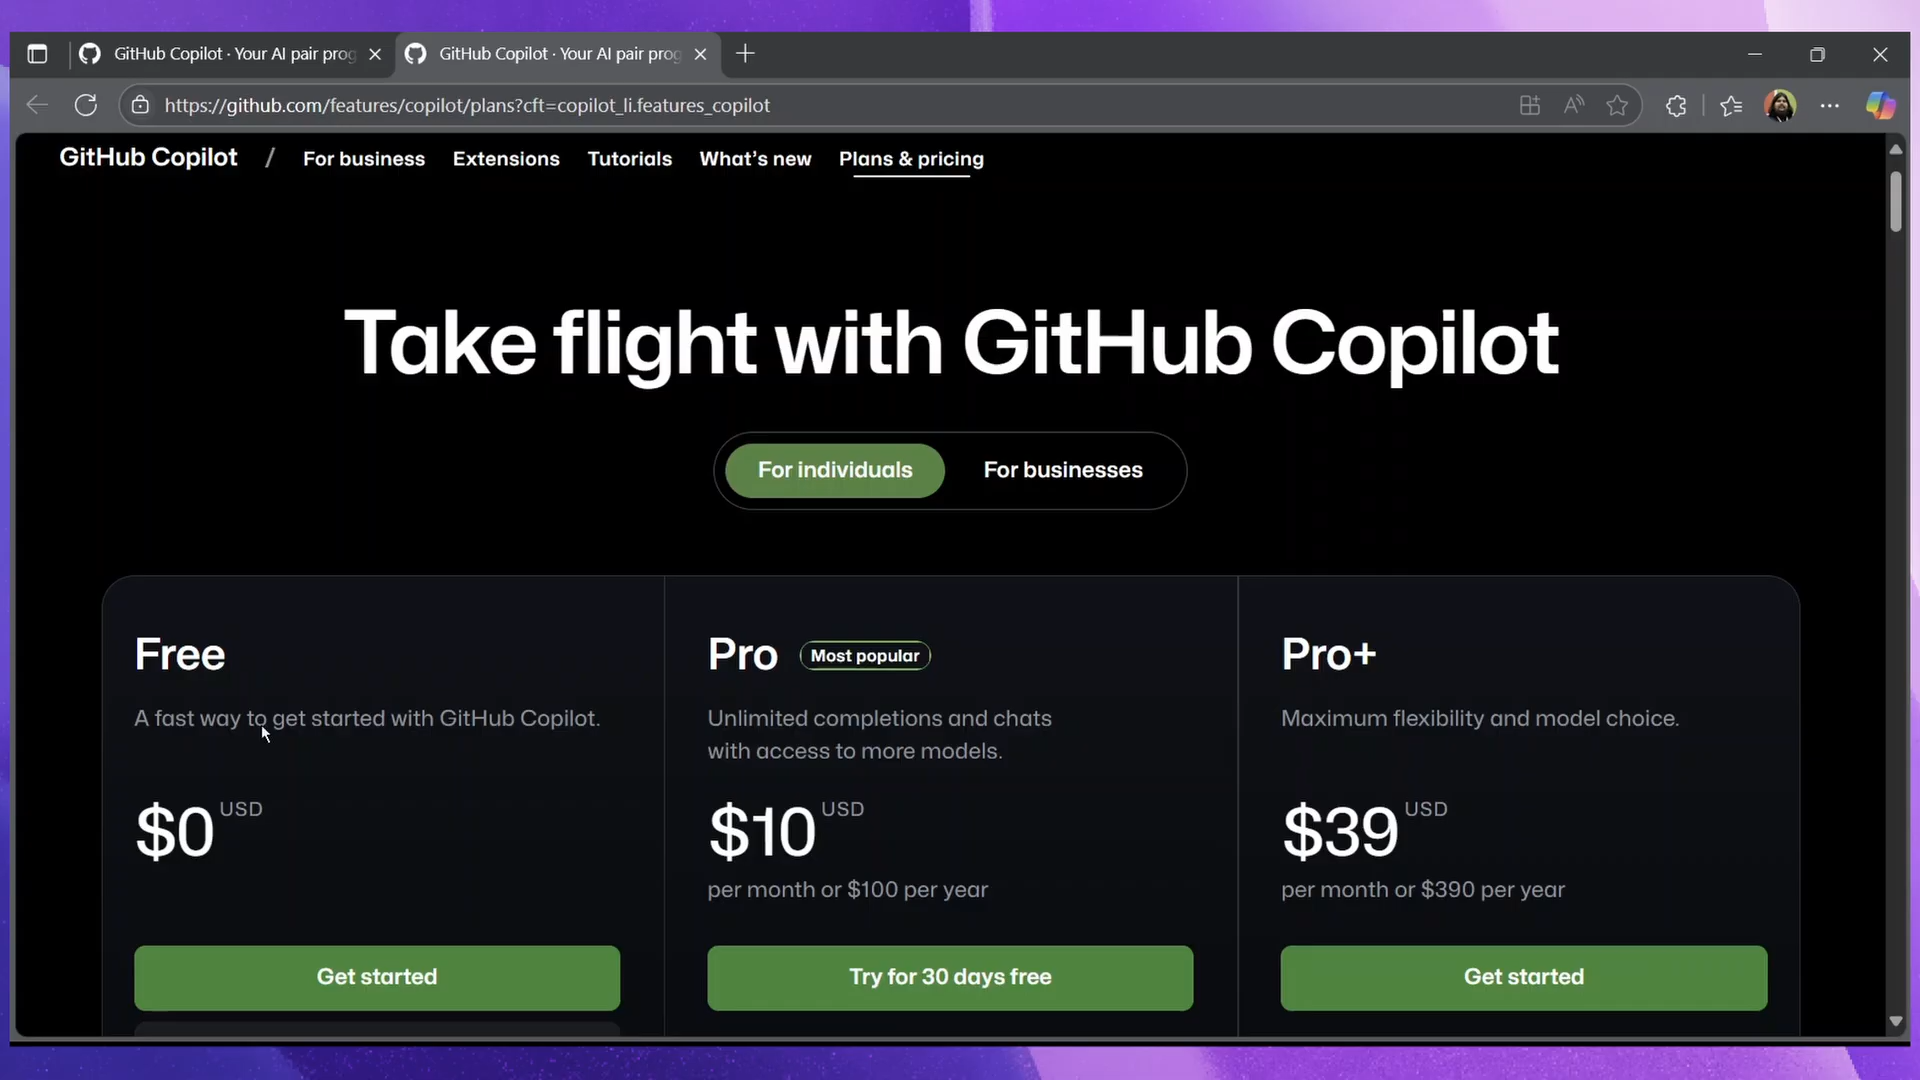 GitHub Copilot · Your AI pair prog
GitHub Copilot · Your AI pair prog
https://github.com/features/copilot/plans?cft=copilot_li.features_copilot
GitHub Copilot / For business Extensions Tutorials What's new Plans & pricing
Take flight with GitHub Copilot
For individuals For businesses
Free
A fast way to get started with GitHub Copilot.
$0 USD
Get started
Pro Most popular
Unlimited completions and chats
with access to more models.
$10 USD
per month or $100 per year
Try for 30 days free
Pro+
Maximum flexibility and model choice.
$39 USD
per month or $390 per year
Get started